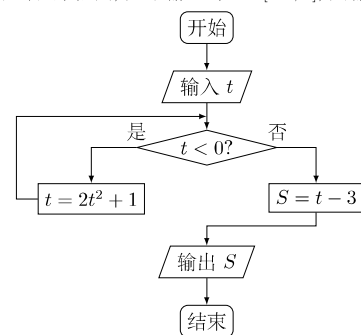 开始
输入 t
是
否
t < 0?
t = 2t² + 1
S = t − 3
输出 S
结束